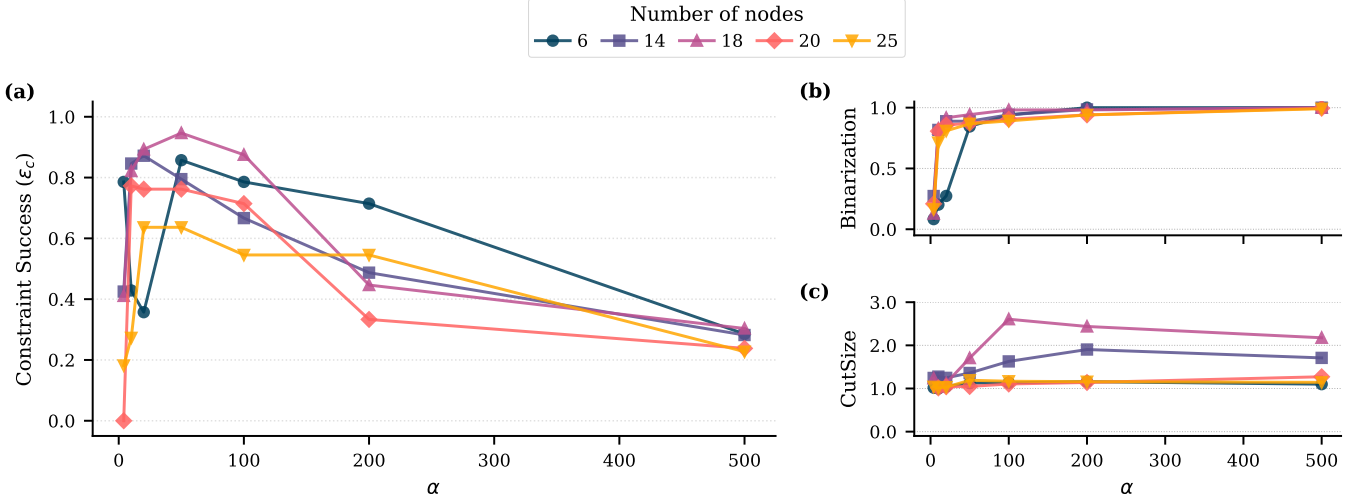 Number of nodes
6 14 18 20 25
(a)
Constraint Success (ε_c)
1.0
0.8
0.6
0.4
0.2
0.0
0 100 200 300 400 500
α
(b)
Binarization
1.0
0.5
0.0
(c)
CutSize
3.0
2.0
1.0
0.0
0 100 200 300 400 500
α